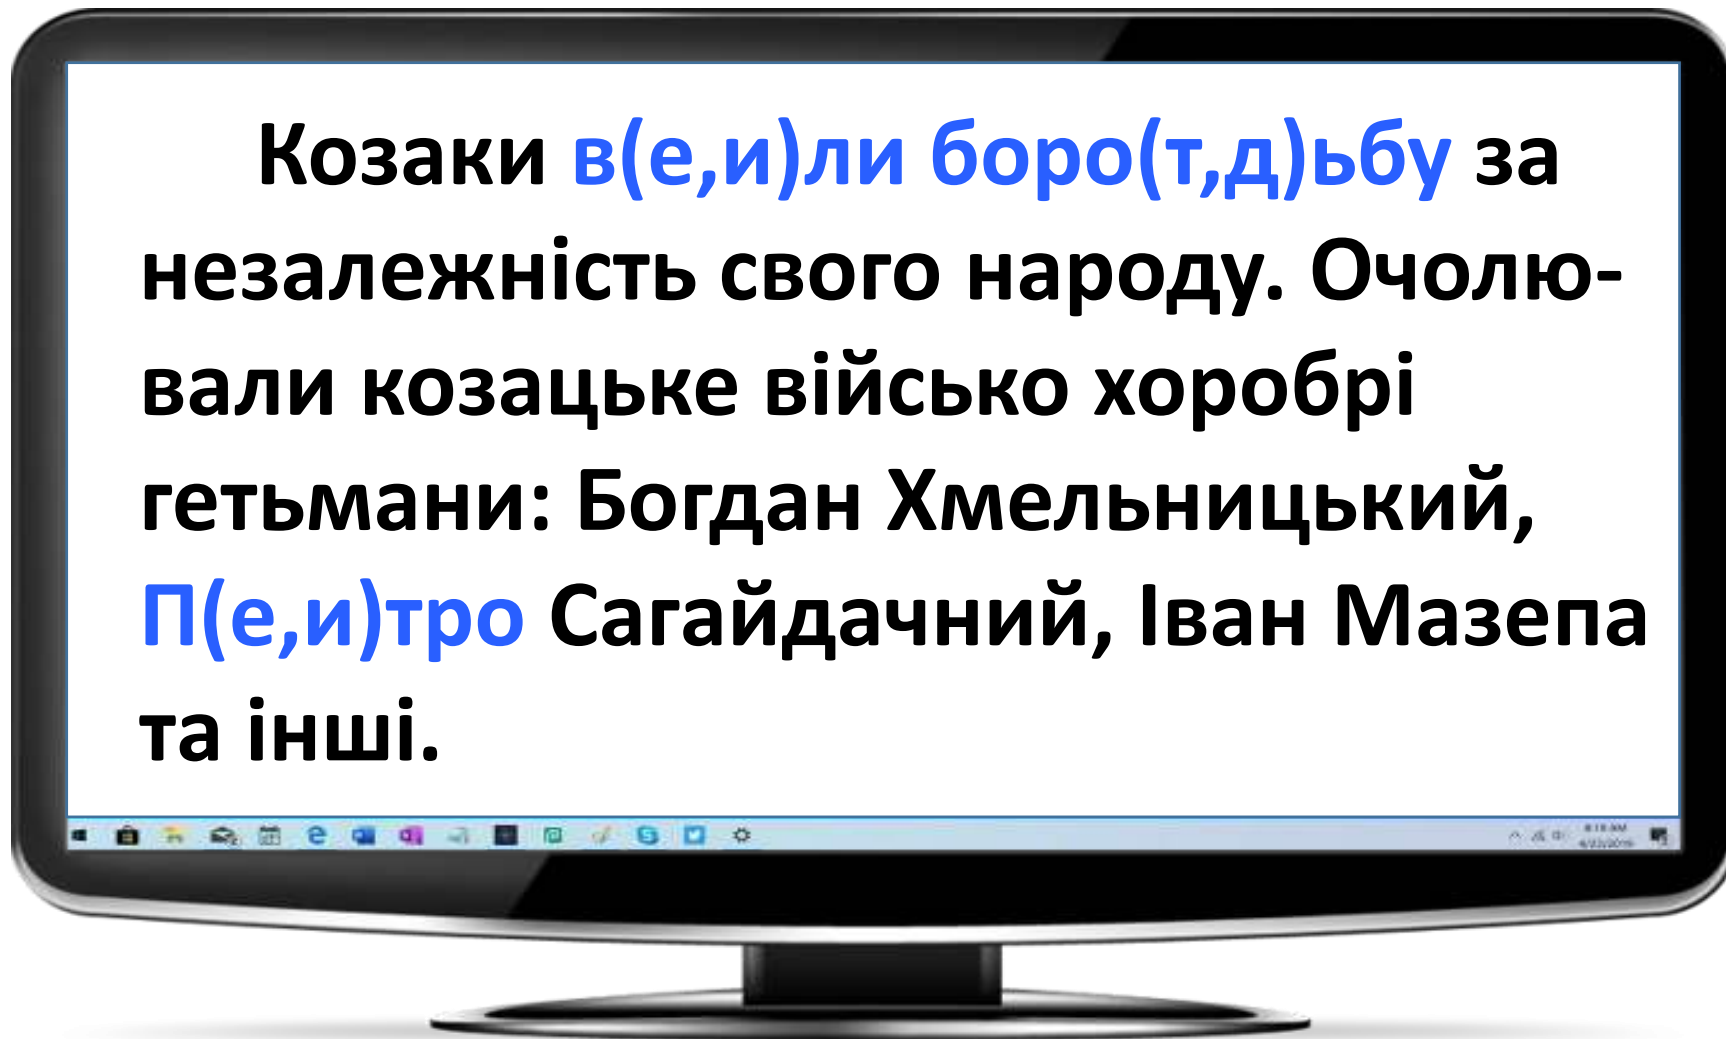 Козаки в(е,и)ли боро(т,д)ьбу за
незалежність свого народу. Очолю-
вали козацьке військо хоробрі
гетьмани: Богдан Хмельницький,
П(е,и)тро Сагайдачний, Іван Мазепа
та інші.